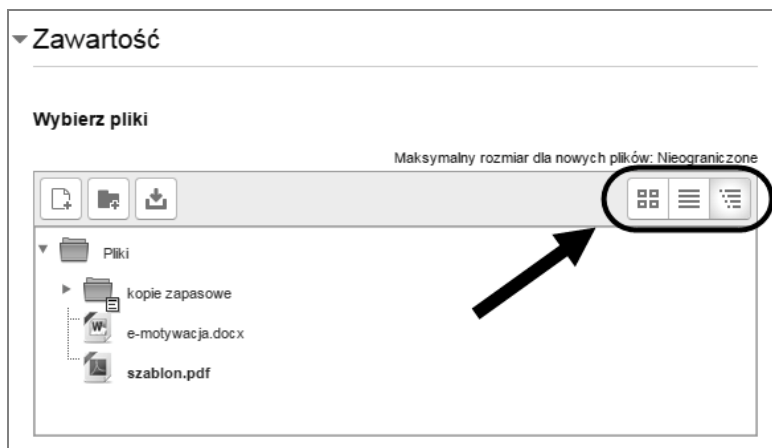 Zawartość
Wybierz pliki
Maksymalny rozmiar dla nowych plików: Nieograniczone
Pliki
kopie zapasowe
e-motywacja.docx
szablon.pdf